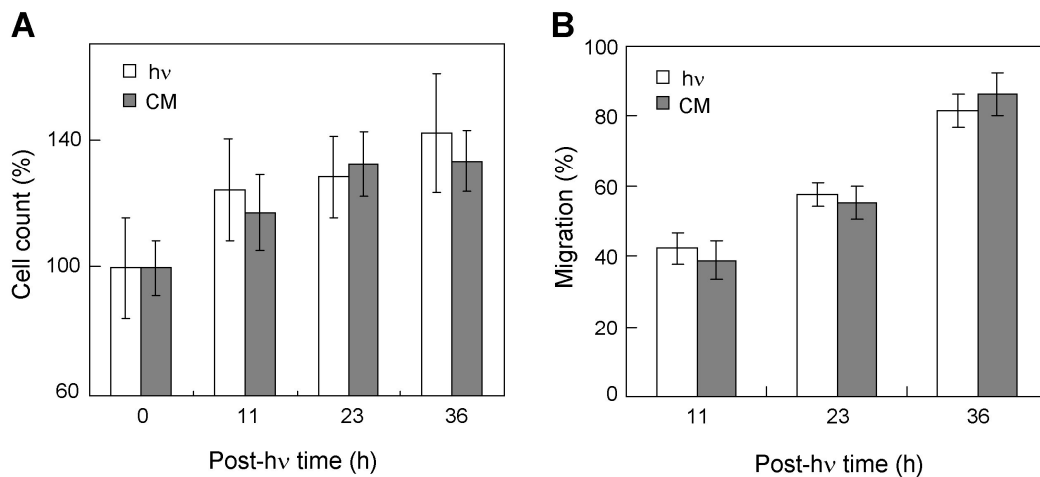 A
hν
CM
140
100
60
Cell count (%)
0 11 23 36
Post-hν time (h)
B
hν
CM
100
80
60
40
20
0
Migration (%)
11 23 36
Post-hν time (h)